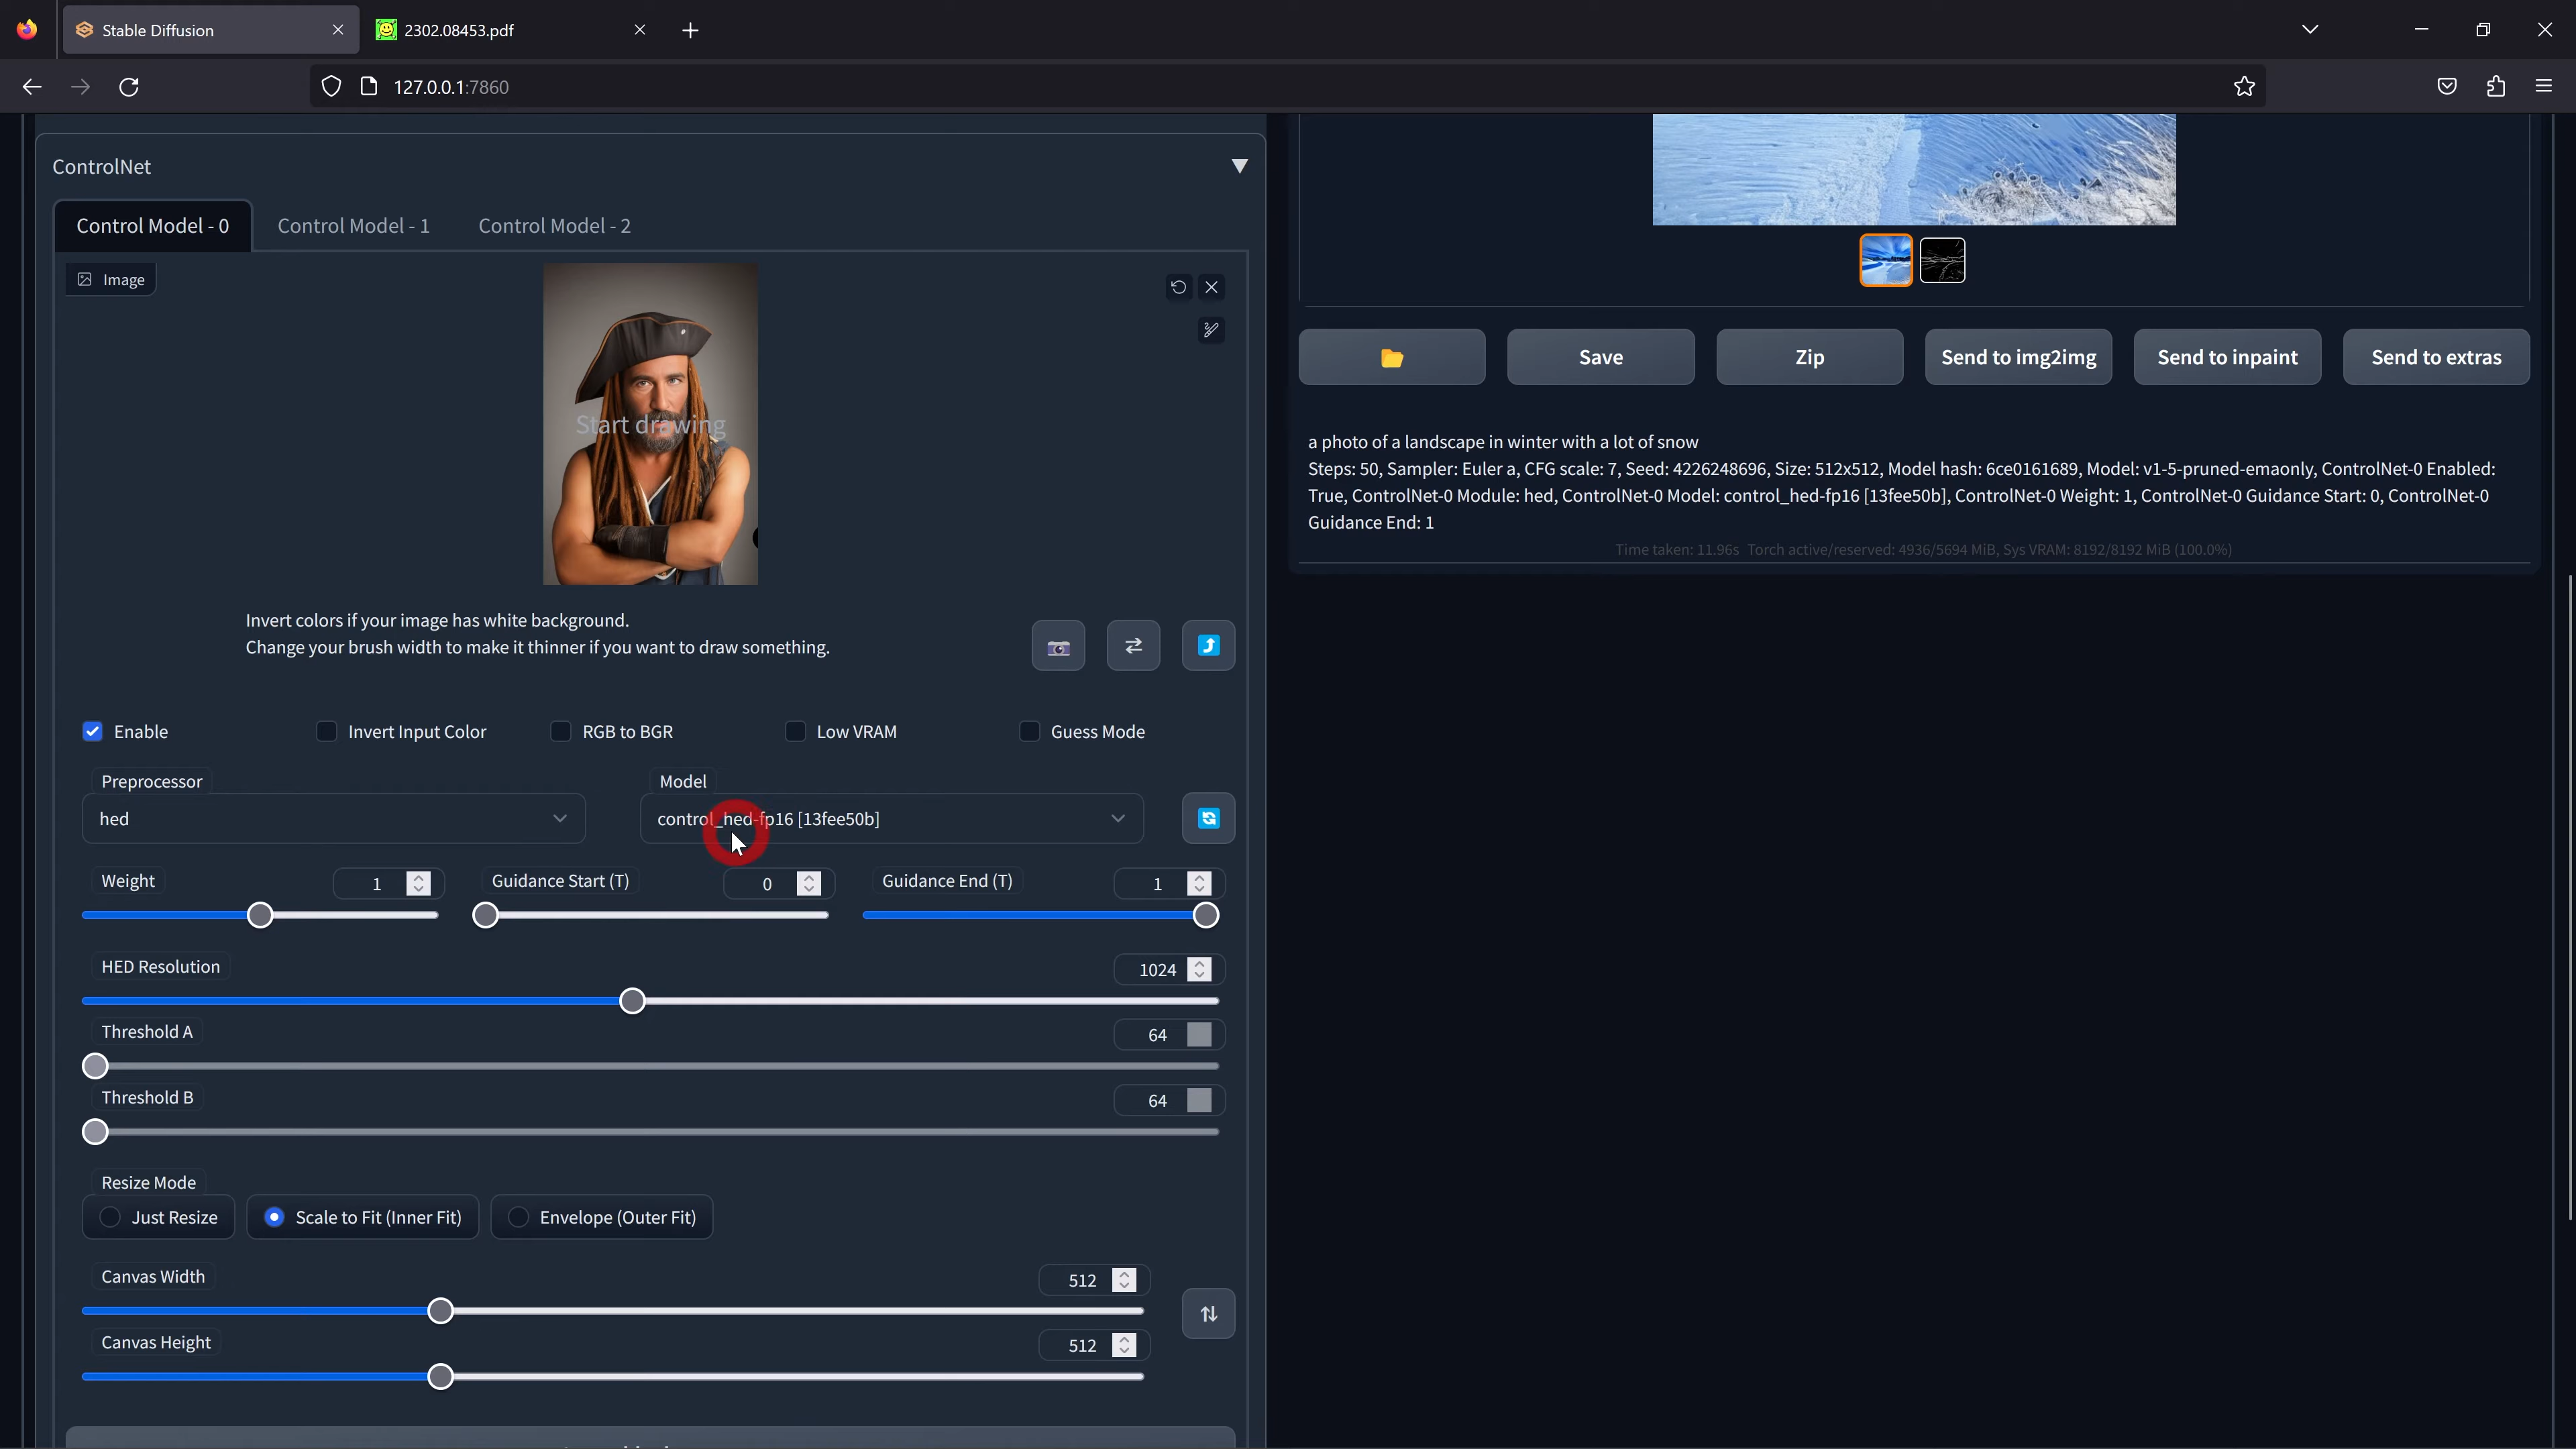 Stable Diffusion
2302.08453.pdf
127.0.0.1:7860
ControlNet
Control Model - 0
Control Model - 1
Control Model - 2
Image
Start drawing
Invert colors if your image has white background.
Change your brush width to make it thinner if you want to draw something.
Enable
Invert Input Color
RGB to BGR
Low VRAM
Guess Mode
Preprocessor
Model
hed
control_hed-fp16 [13fee50b]
Weight
1
Guidance Start (T)
0
Guidance End (T)
1
HED Resolution
1024
Threshold A
64
Threshold B
64
Resize Mode
Just Resize
Scale to Fit (Inner Fit)
Envelope (Outer Fit)
Canvas Width
512
Canvas Height
512
Save
Zip
Send to img2img
Send to inpaint
Send to extras
a photo of a landscape in winter with a lot of snow
Steps: 50, Sampler: Euler a, CFG scale: 7, Seed: 4226248696, Size: 512x512, Model hash: 6ce0161689, Model: v1-5-pruned-emaonly, ControlNet-0 Enabled:
True, ControlNet-0 Module: hed, ControlNet-0 Model: control_hed-fp16 [13fee50b], ControlNet-0 Weight: 1, ControlNet-0 Guidance Start: 0, ControlNet-0
Guidance End: 1
Time taken: 11.96s Torch active/reserved: 4936/5694 MiB, Sys VRAM: 8192/8192 MiB (100.0%)